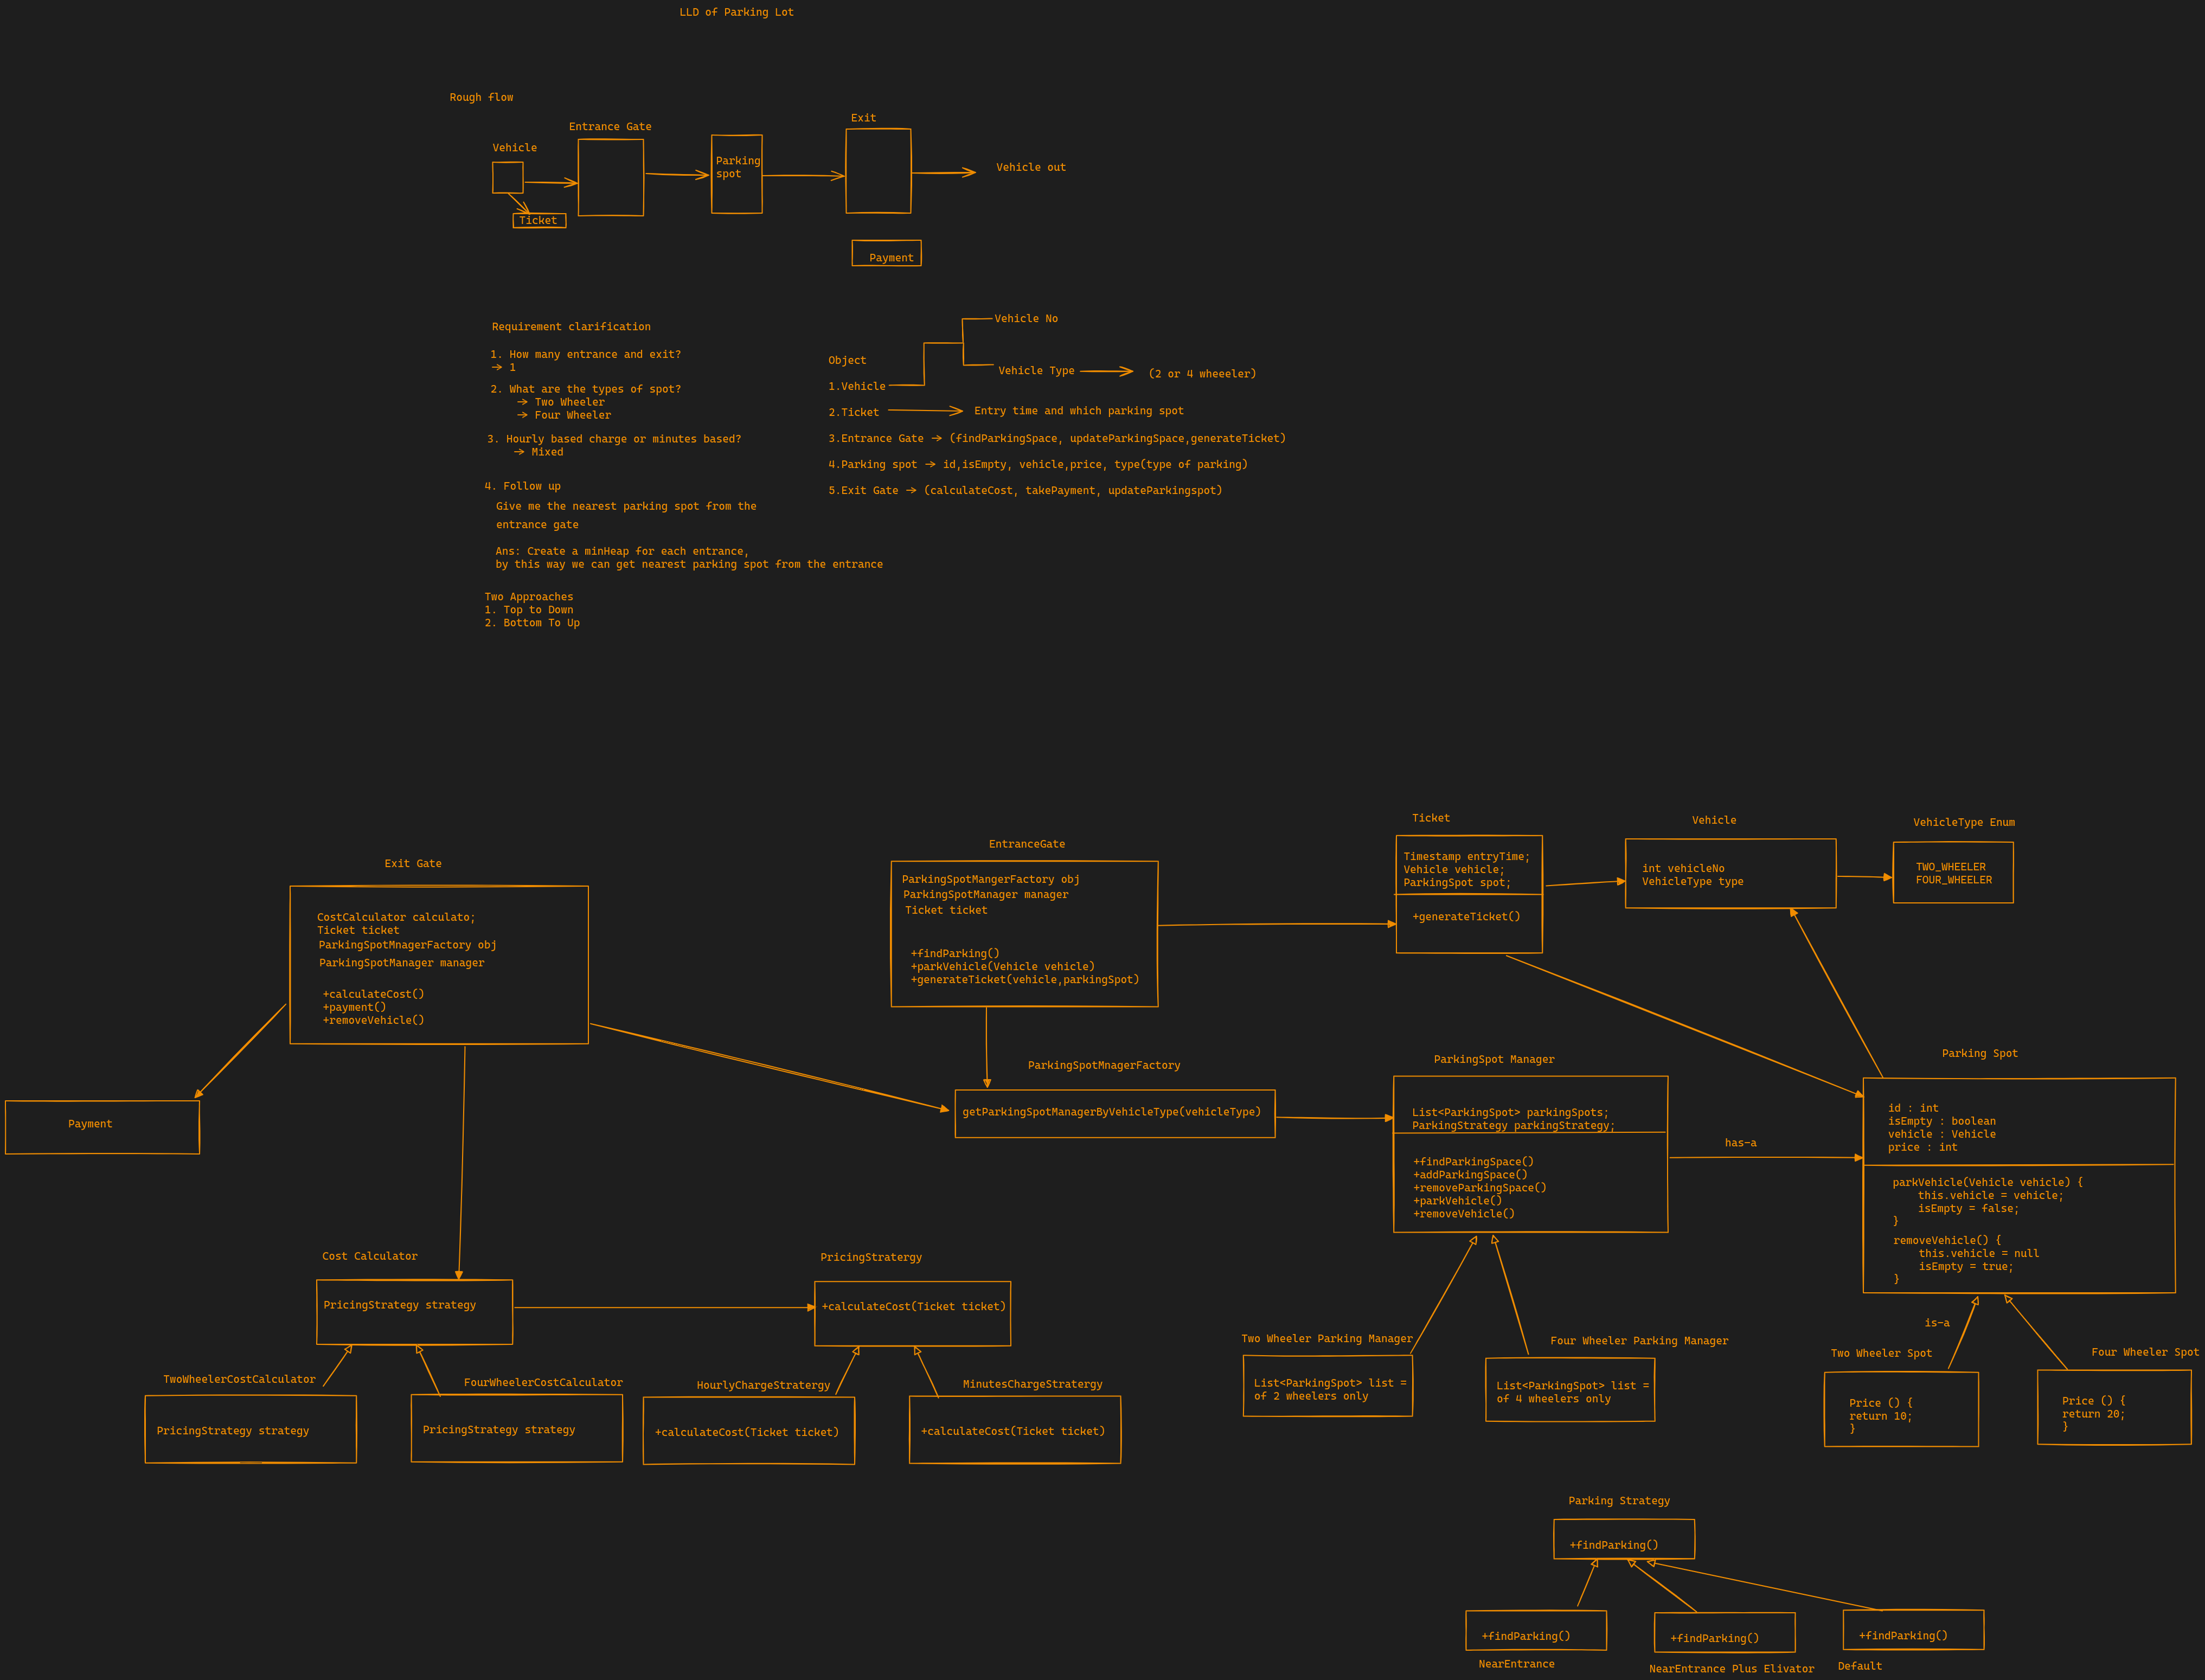 LLD of Parking Lot
Rough flow
Vehicle
Ticket
Entrance Gate
Parking
spot
Exit
Payment
Vehicle out
Requirement clarification
1. How many entrance and exit?
→ 1
2. What are the types of spot?
→ Two Wheeler
→ Four Wheeler
3. Hourly based charge or minutes based?
→ Mixed
4. Follow up
Give me the nearest parking spot from the
entrance gate
Ans: Create a minHeap for each entrance,
by this way we can get nearest parking spot from the entrance
Two Approaches
1. Top to Down
2. Bottom To Up
Object
1.Vehicle
Vehicle No
Vehicle Type
(2 or 4 wheeeler)
2.Ticket
Entry time and which parking spot
3.Entrance Gate → (findParkingSpace, updateParkingSpace,generateTicket)
4.Parking spot → id,isEmpty, vehicle,price, type(type of parking)
5.Exit Gate → (calculateCost, takePayment, updateParkingspot)
Exit Gate
CostCalculator calculato;
Ticket ticket
ParkingSpotMnagerFactory obj
ParkingSpotManager manager
+calculateCost()
+payment()
+removeVehicle()
Payment
EntranceGate
ParkingSpotMangerFactory obj
ParkingSpotManager manager
Ticket ticket
+findParking()
+parkVehicle(Vehicle vehicle)
+generateTicket(vehicle,parkingSpot)
Ticket
Timestamp entryTime;
Vehicle vehicle;
ParkingSpot spot;
+generateTicket()
Vehicle
int vehicleNo
VehicleType type
VehicleType Enum
TWO_WHEELER
FOUR_WHEELER
ParkingSpotMnagerFactory
getParkingSpotManagerByVehicleType(vehicleType)
ParkingSpot Manager
List<ParkingSpot> parkingSpots;
ParkingStrategy parkingStrategy;
+findParkingSpace()
+addParkingSpace()
+removeParkingSpace()
+parkVehicle()
+removeVehicle()
has-a
Parking Spot
id : int
isEmpty : boolean
vehicle : Vehicle
price : int
parkVehicle(Vehicle vehicle) {
this.vehicle = vehicle;
isEmpty = false;
}
removeVehicle() {
this.vehicle = null
isEmpty = true;
}
is-a
Cost Calculator
PricingStrategy strategy
PricingStratergy
+calculateCost(Ticket ticket)
TwoWheelerCostCalculator
PricingStrategy strategy
FourWheelerCostCalculator
PricingStrategy strategy
HourlyChargeStratergy
+calculateCost(Ticket ticket)
MinutesChargeStratergy
+calculateCost(Ticket ticket)
Two Wheeler Parking Manager
List<ParkingSpot> list =
of 2 wheelers only
Four Wheeler Parking Manager
List<ParkingSpot> list =
of 4 wheelers only
Two Wheeler Spot
Price () {
return 10;
}
Four Wheeler Spot
Price () {
return 20;
}
Parking Strategy
+findParking()
+findParking()
NearEntrance
+findParking()
NearEntrance Plus Elivator
+findParking()
Default